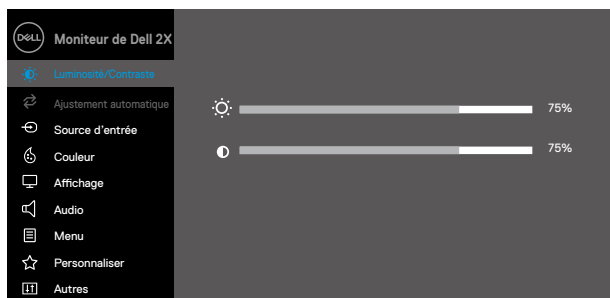 DELL
Moniteur de Dell 2X
Luminosité/Contraste
Ajustement automatique
75%
Source d'entrée
Couleur
75%
Affichage
Audio
Menu
Personnaliser
Autres